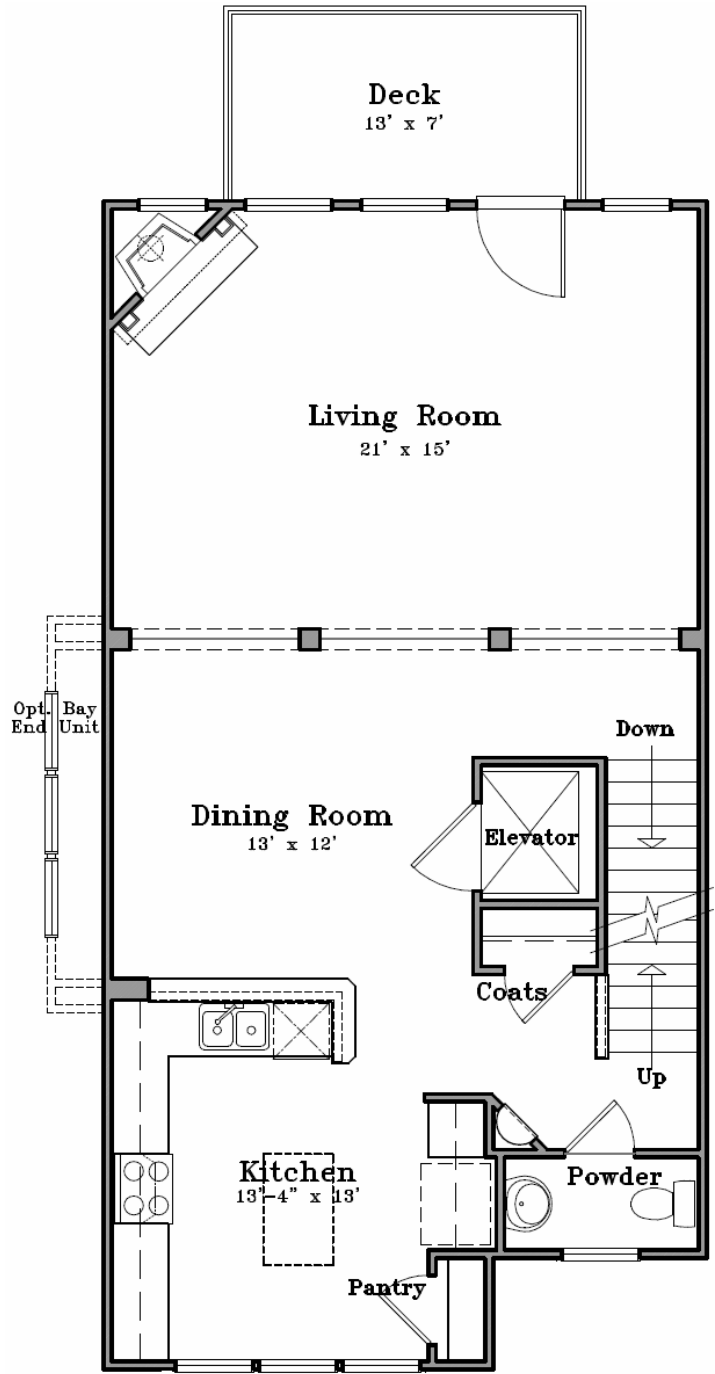 Deck
13' x 7'
Living Room
21' x 15'
Opt. Bay
End Unit
Down
Dining Room
13' x 12'
Elevator
Coats
Up
Kitchen
13'-4" x 13'
Powder
Pantry